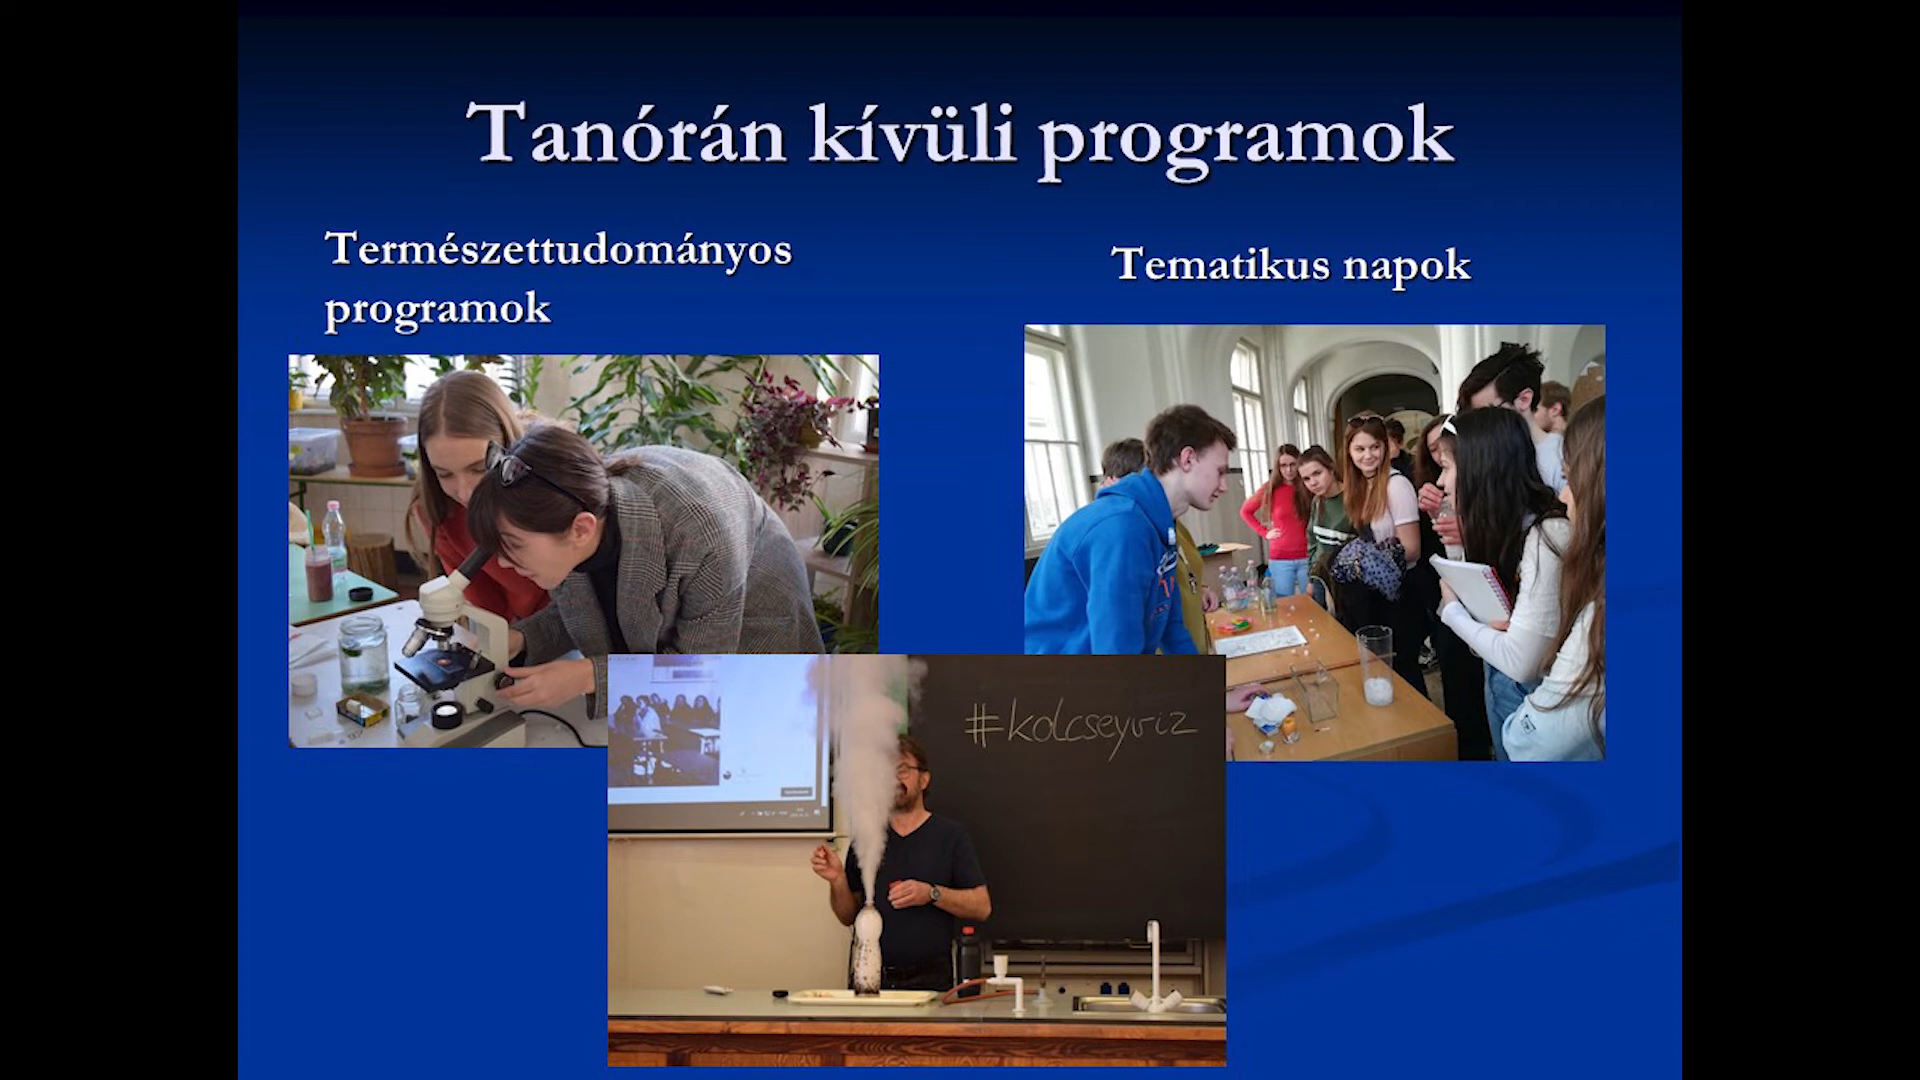 Tanórán kívüli programok
Természettudományos
programok
Tematikus napok
#kolcseyviz